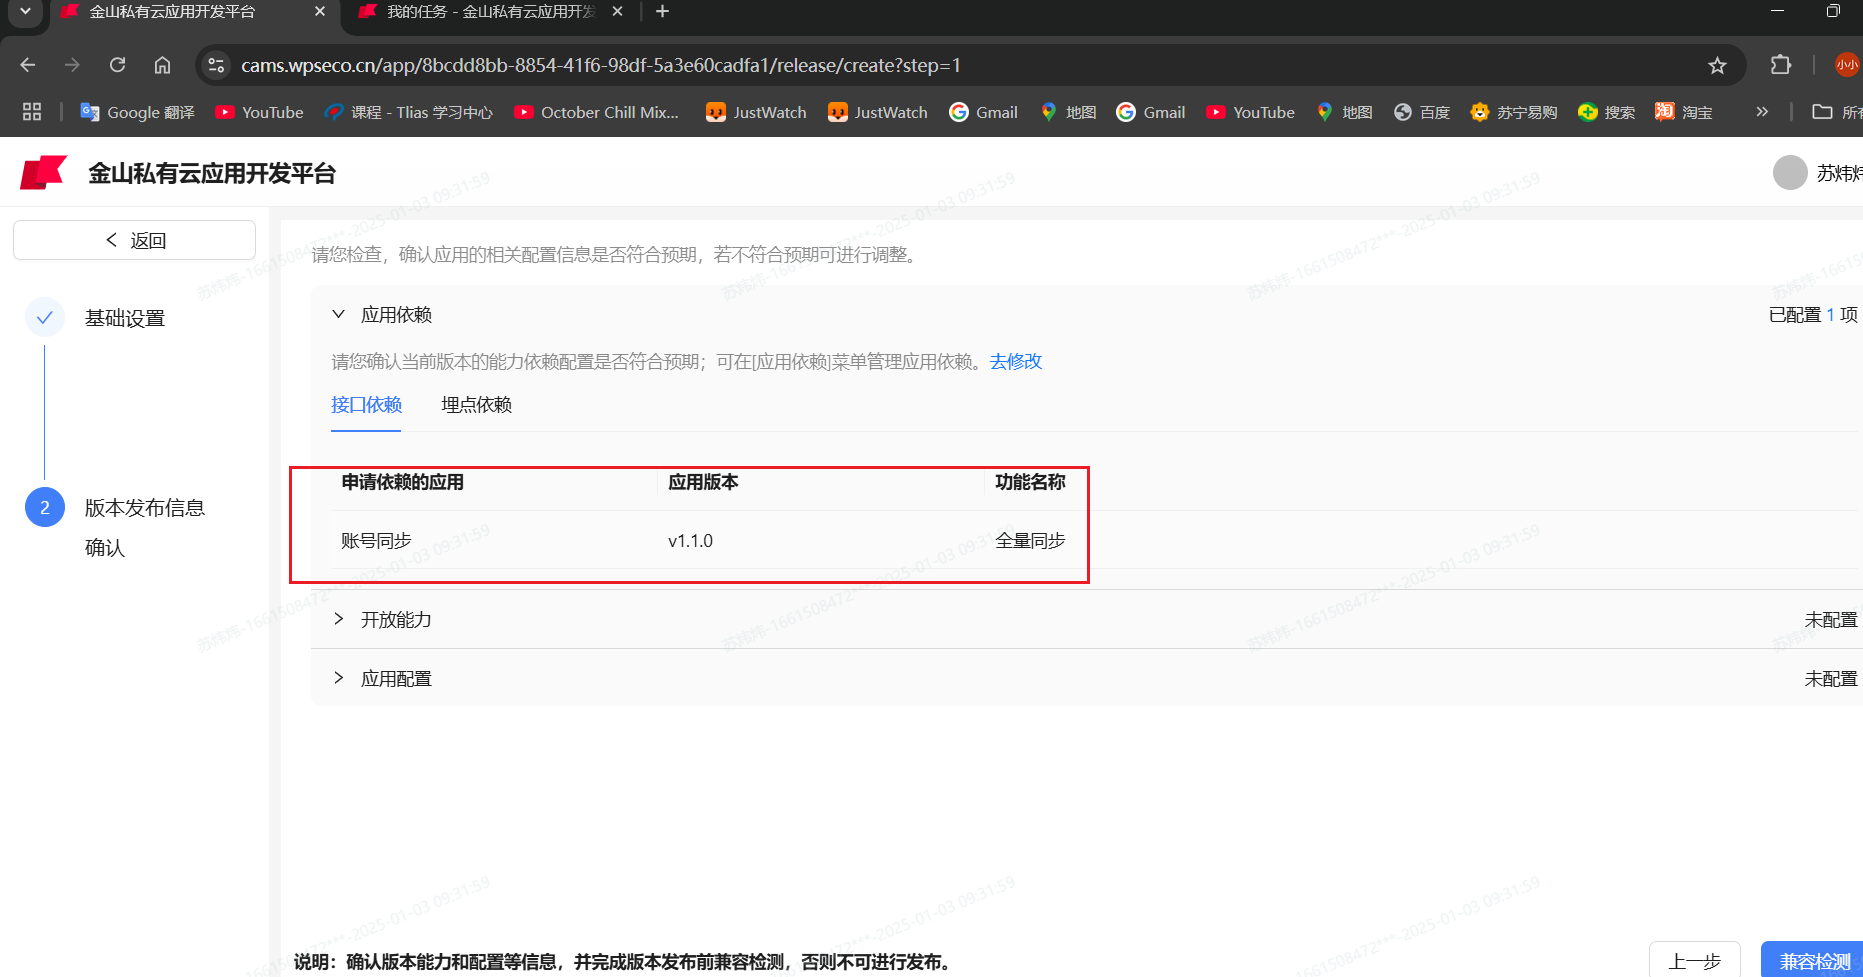 金山私有云应用开发平台
我的任务 - 金山私有云应用开发
cams.wpseco.cn/app/8bcdd8bb-8854-41f6-98df-5a3e60cadfa1/release/create?step=1
小小
Google 翻译 YouTube 课程 - Tlias 学习中心 October Chill Mix... JustWatch JustWatch Gmail 地图 Gmail YouTube 地图 百度 苏宁易购 搜索 淘宝 » 所有
金山私有云应用开发平台
苏炜炜
返回
请您检查，确认应用的相关配置信息是否符合预期，若不符合预期可进行调整。
基础设置
应用依赖 已配置 1 项
请您确认当前版本的能力依赖配置是否符合预期；可在[应用依赖]菜单管理应用依赖。去修改
接口依赖 埋点依赖
申请依赖的应用 应用版本 功能名称
账号同步 v1.1.0 全量同步
2 版本发布信息
确认
开放能力 未配置
应用配置 未配置
说明：确认版本能力和配置等信息，并完成版本发布前兼容检测，否则不可进行发布。
上一步 兼容检测
苏炜炜-1661508472***-2025-01-03 09:31:59